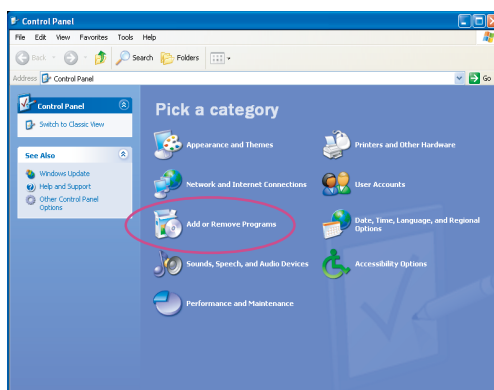 Control Panel
File Edit View Favorites Tools Help
Back Search Folders
Address Control Panel Go
Control Panel
Switch to Classic View
See Also
Windows Update
Help and Support
Other Control Panel
Options
Pick a category
Appearance and Themes
Printers and Other Hardware
Network and Internet Connections
User Accounts
Add or Remove Programs
Date, Time, Language, and Regional
Options
Sounds, Speech, and Audio Devices
Accessibility Options
Performance and Maintenance